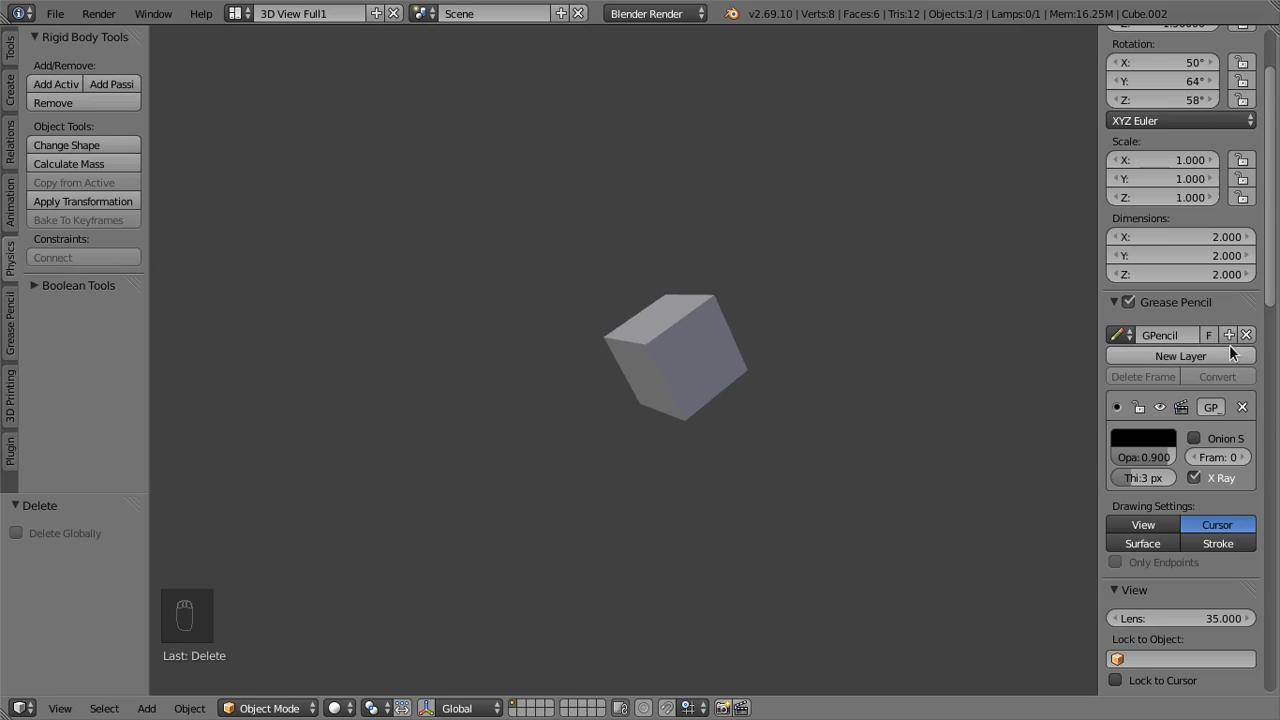 File Render Window Help 3D View Full1 Scene Blender Render v2.69.10 | Verts:8 | Faces:6 | Tris:12 | Objects:1/3 | Lamps:0/1 | Mem:16.25M | Cube.002
Tools
Create
Relations
Animation
Physics
Grease Pencil
3D Printing
Plugin
Rigid Body Tools
Add/Remove:
Add Activ Add Passi
Remove
Object Tools:
Change Shape
Calculate Mass
Copy from Active
Apply Transformation
Bake To Keyframes
Constraints:
Connect
Boolean Tools
Delete
Delete Globally
Last: Delete
Rotation:
X: 50°
Y: 64°
Z: 58°
XYZ Euler
Scale:
X: 1.000
Y: 1.000
Z: 1.000
Dimensions:
X: 2.000
Y: 2.000
Z: 2.000
Grease Pencil
GPencil F
New Layer
Delete Frame Convert
GP_
Onion S
Opa:0.900 Fram: 0
Thi:3 px X Ray
Drawing Settings:
View Cursor
Surface Stroke
Only Endpoints
View
Lens: 35.000
Lock to Object:
Lock to Cursor
View Select Add Object Object Mode Global